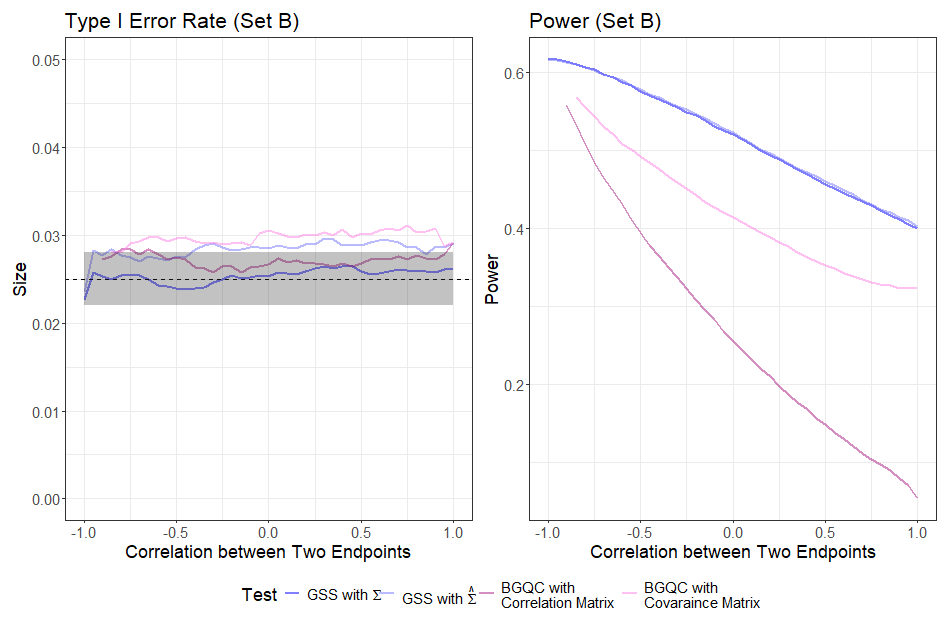 Type I Error Rate (Set B)
Power (Set B)
0.05
0.04
0.03
0.02
0.01
0.00
Size
-1.0 -0.5 0.0 0.5 1.0
Correlation between Two Endpoints
0.6
0.4
0.2
Power
-1.0 -0.5 0.0 0.5 1.0
Correlation between Two Endpoints
Test
GSS with Σ
GSS with Σ̂
BGQC with
Correlation Matrix
BGQC with
Covaraince Matrix